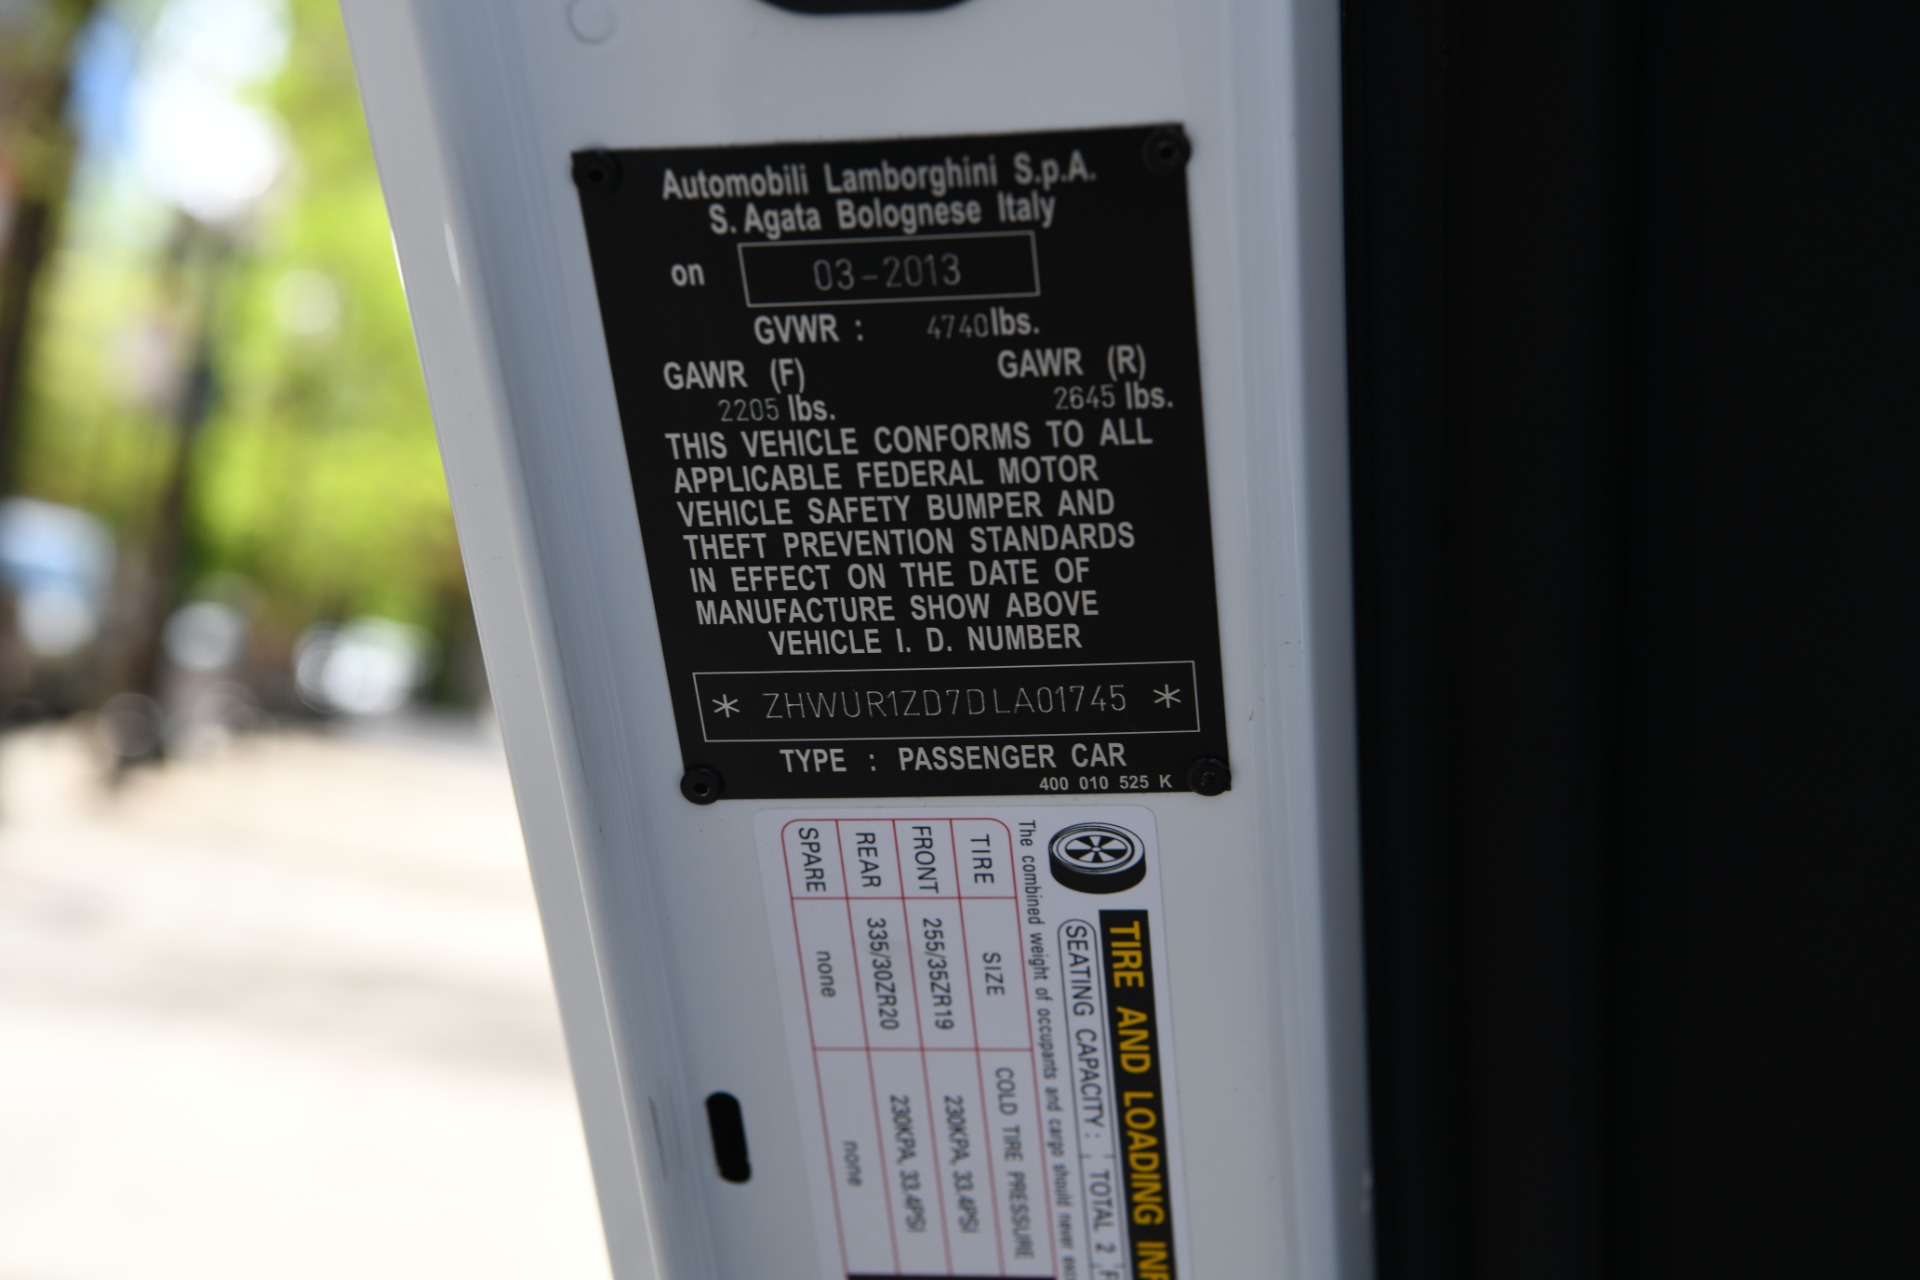 Automobili Lamborghini S.p.A.
S. Agata Bolognese Italy
on 03-2013
GVWR : 4740lbs.
GAWR (F) GAWR (R)
2205 lbs. 2645 lbs.
THIS VEHICLE CONFORMS TO ALL
APPLICABLE FEDERAL MOTOR
VEHICLE SAFETY BUMPER AND
THEFT PREVENTION STANDARDS
IN EFFECT ON THE DATE OF
MANUFACTURE SHOW ABOVE
VEHICLE I. D. NUMBER
* ZHWUR1ZD7DLA01745 *
TYPE : PASSENGER CAR
400 010 525 K
TIRE AND LOADING
SEATING CAPACITY: TOTAL 2
The combined weight of occupants and cargo should never
TIRE SIZE COLD TIRE PRESSURE
FRONT 255/35ZR19 230KPA, 33.4PSI
REAR 335/30ZR20 230KPA, 33.4PSI
SPARE none none